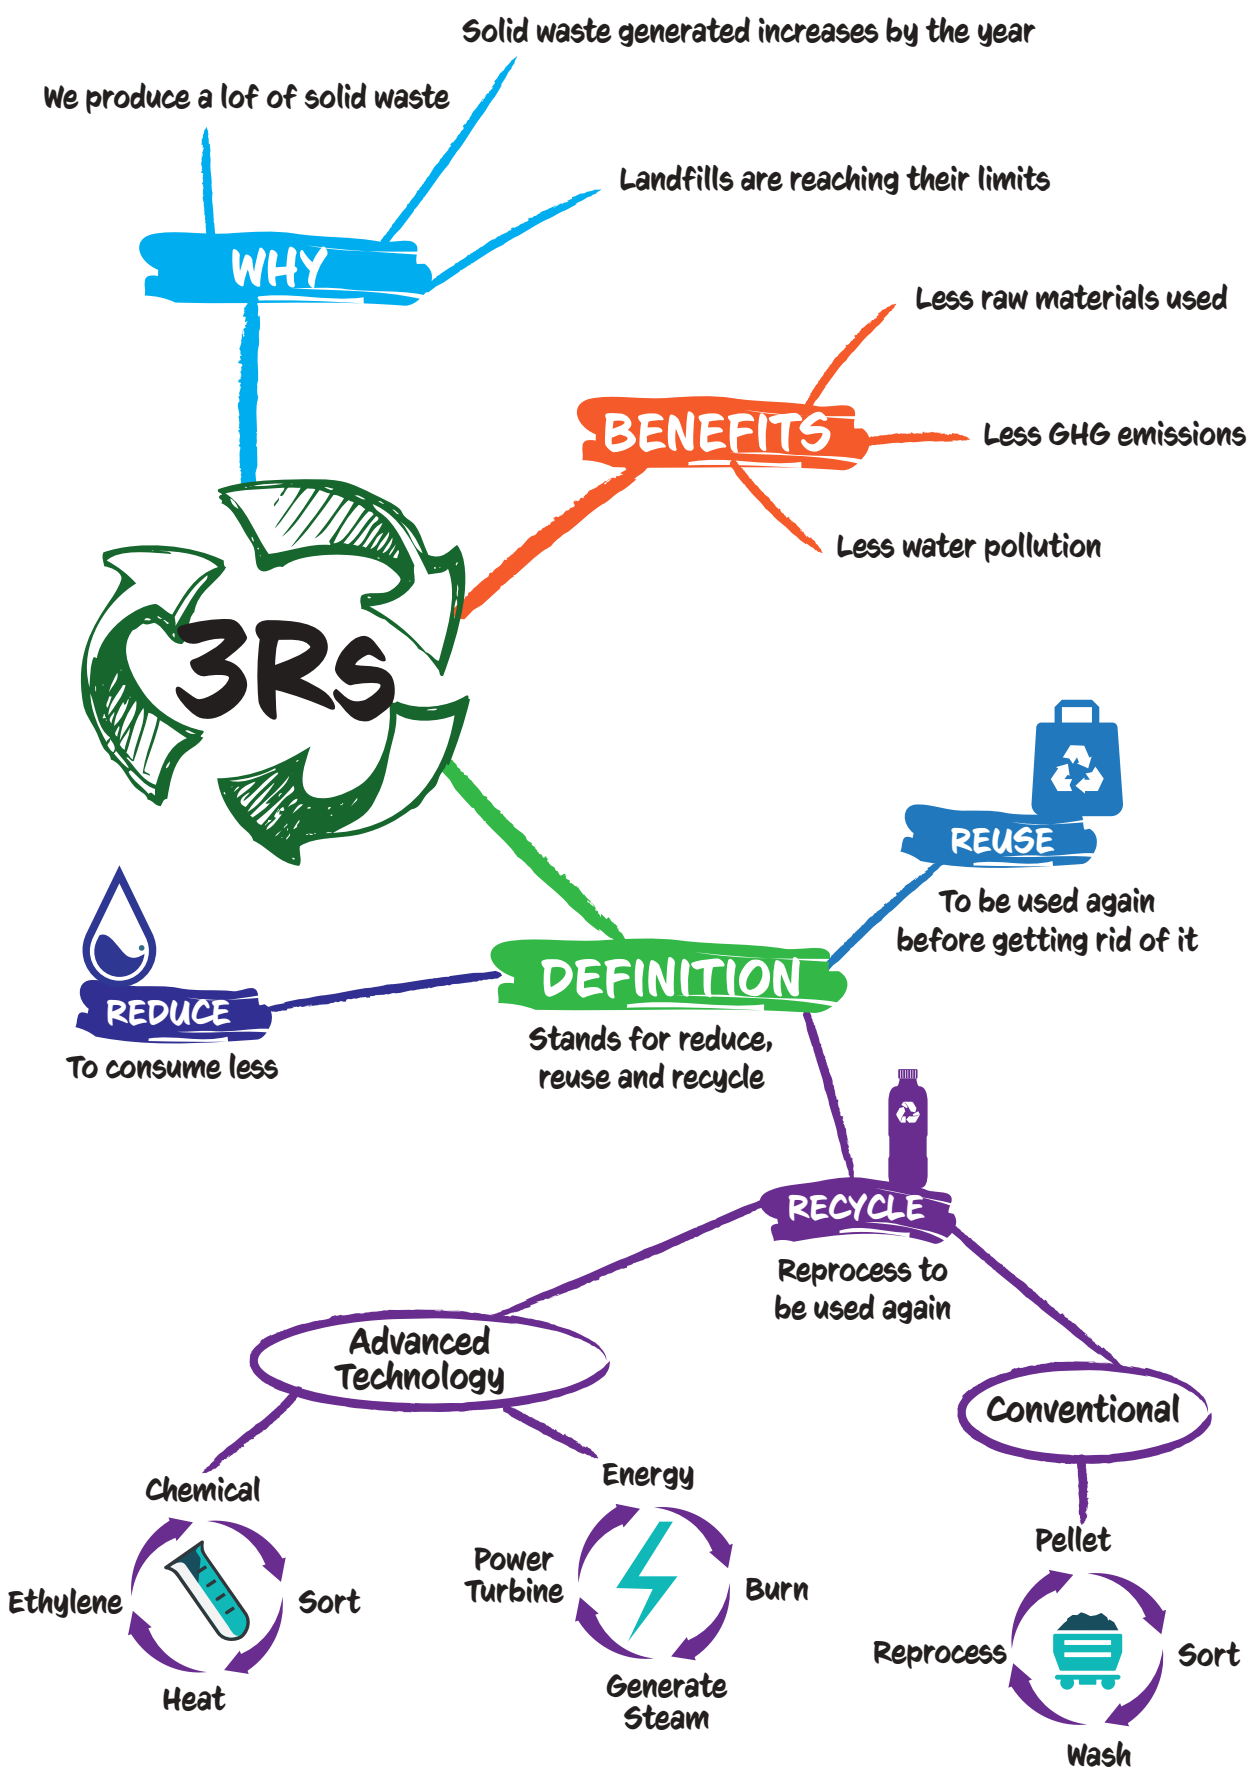 Solid waste generated increases by the year
We produce a lof of solid waste
Landfills are reaching their limits
WHY
Less raw materials used
BENEFITS
Less GHG emissions
Less water pollution
3Rs
REUSE
To be used again
before getting rid of it
DEFINITION
Stands for reduce,
reuse and recycle
REDUCE
To consume less
RECYCLE
Reprocess to
be used again
Advanced
Technology
Conventional
Chemical
Ethylene
Sort
Heat
Energy
Power
Turbine
Burn
Generate
Steam
Pellet
Reprocess
Sort
Wash